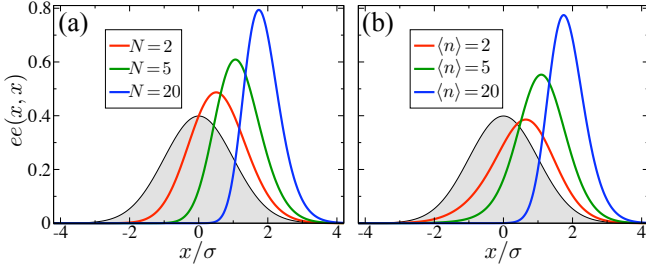 (a)
N = 2
N = 5
N = 20
ee(x, x)
0.8
0.6
0.4
0.2
0
-4 -2 0 2 4
x/σ
(b)
⟨n⟩ = 2
⟨n⟩ = 5
⟨n⟩ = 20
-4 -2 0 2 4
x/σ